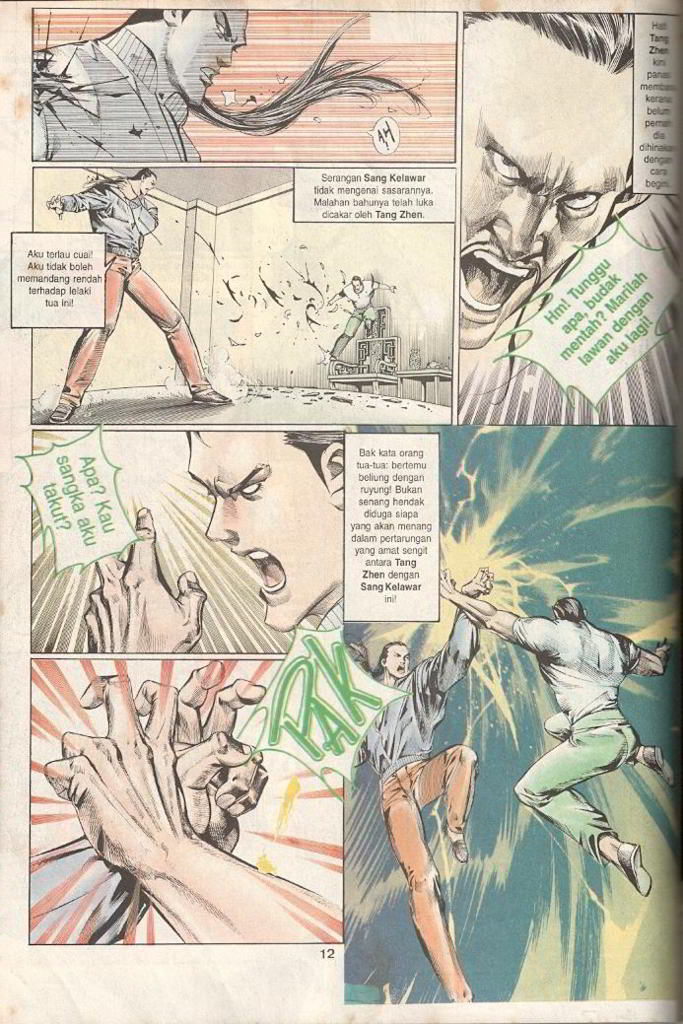 AH
Hati
Tang
Zhen
kini
panas
kerana
belum
pernah
dia
dengan
cara
Serangan Sang Kelawar
tidak mengenai sasarannya.
Malahan bahunya telah luka
dicakar oleh Tang Zhen.
Aku terlau cuai!
Aku tidak boleh
memandang rendah
terhadap lelaki
tua ini!
Hm! Tunggu
apa, budak
mentah? Marilah
lawan dengan
aku lagi!
Apa? Kau
sangka aku
takut?
Bak kata orang
tua-tua: bertemu
beliung dengan
ruyung! Bukan
senang hendak
diduga siapa
yang akan menang
dalam pertarungan
yang amat sengit
antara Tang
Zhen dengan
Sang Kelawar
ini!
PAK
12